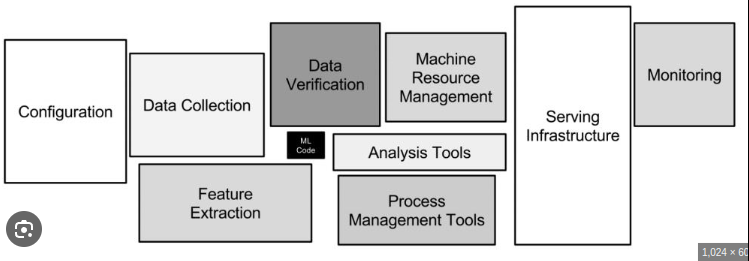 Configuration
Data Collection
Data
Verification
Machine
Resource
Management
Monitoring
Serving
Infrastructure
ML
Code
Analysis Tools
Feature
Extraction
Process
Management Tools
1,024 × 60